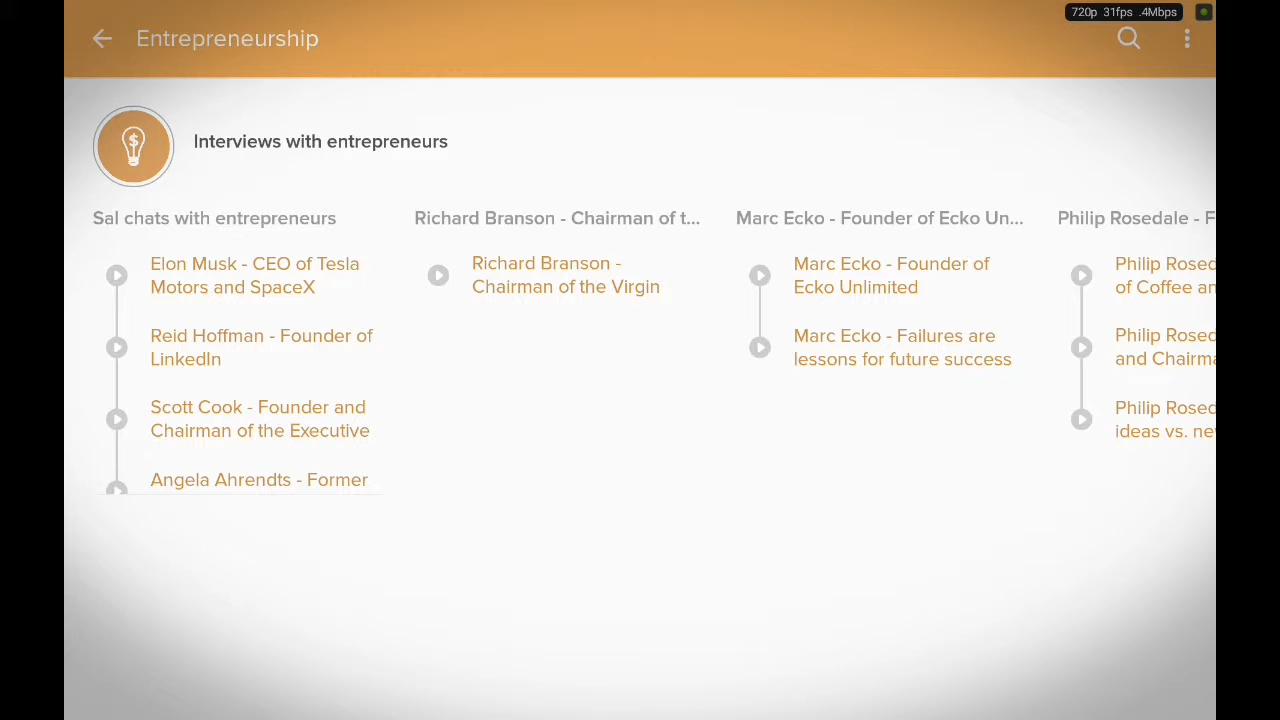 720p 31fps .4Mbps
Entrepreneurship
$
Interviews with entrepreneurs
Sal chats with entrepreneurs
Elon Musk - CEO of Tesla
Motors and SpaceX
Reid Hoffman - Founder of
LinkedIn
Scott Cook - Founder and
Chairman of the Executive
Angela Ahrendts - Former
Richard Branson - Chairman of t...
Richard Branson -
Chairman of the Virgin
Marc Ecko - Founder of Ecko Un...
Marc Ecko - Founder of
Ecko Unlimited
Marc Ecko - Failures are
lessons for future success
Philip Rosedale - F
Philip Rosed
of Coffee an
Philip Rosed
and Chairma
Philip Rosed
ideas vs. ne